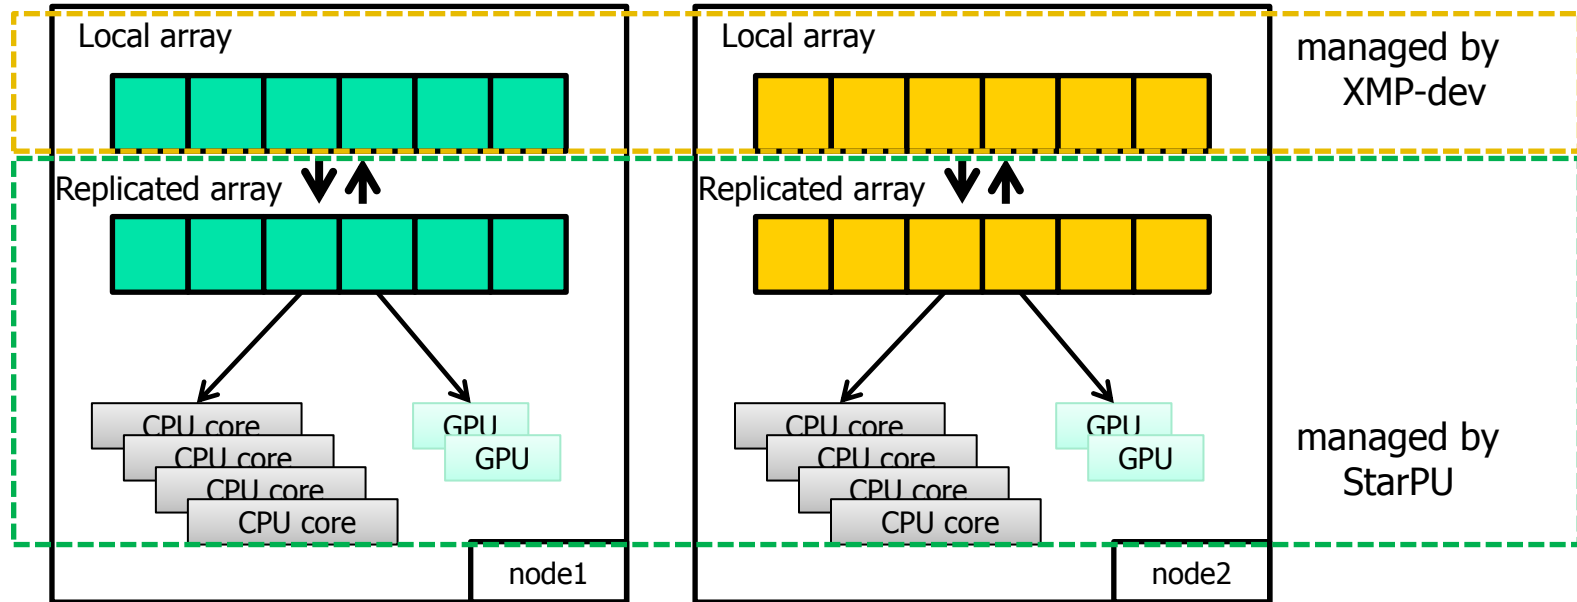 Local array
Replicated array
CPU core
CPU core
CPU core
CPU core
GPU
GPU
node1
Local array
Replicated array
CPU core
CPU core
CPU core
CPU core
GPU
GPU
node2
managed by
XMP-dev
managed by
StarPU